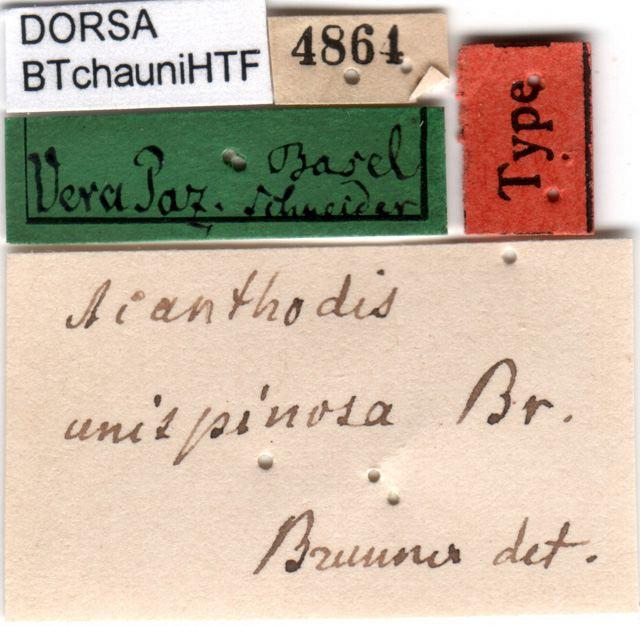 DORSA
BTchauniHTF
4864
Type
Vera Paz. Basel
Schneider
Acanthodis
unispinosa Br.
Brunner det.